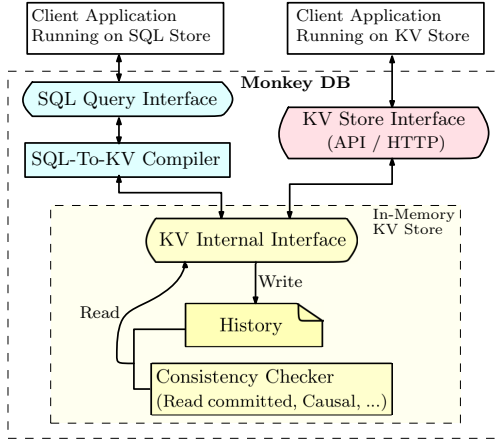 Client Application
Running on SQL Store
Client Application
Running on KV Store
Monkey DB
SQL Query Interface
KV Store Interface
(API / HTTP)
SQL-To-KV Compiler
In-Memory
KV Store
KV Internal Interface
Write
Read
History
Consistency Checker
(Read committed, Causal, ...)